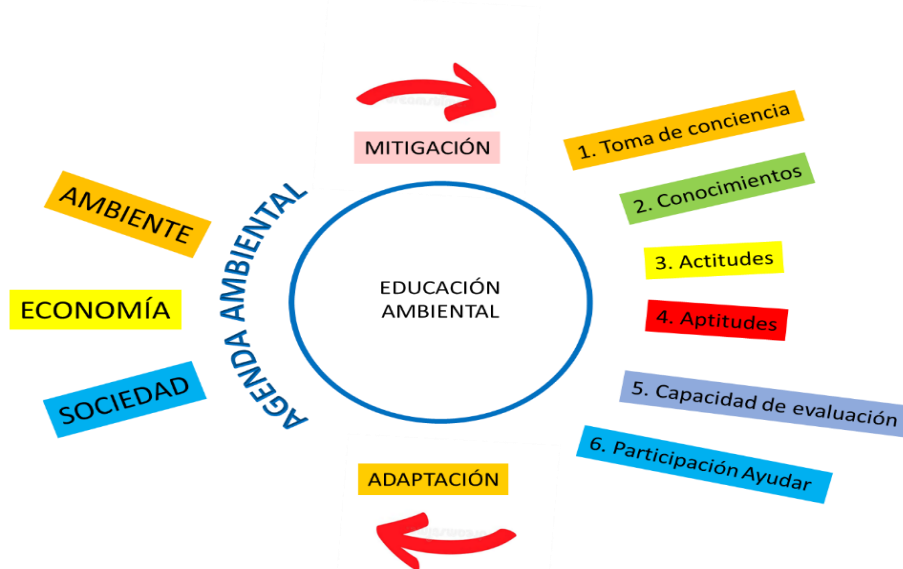 MITIGACIÓN
1. Toma de conciencia
2. Conocimientos
3. Actitudes
4. Aptitudes
5. Capacidad de evaluación
6. Participación Ayudar
AMBIENTE
ECONOMÍA
SOCIEDAD
AGENDA AMBIENTAL
EDUCACIÓN
AMBIENTAL
ADAPTACIÓN